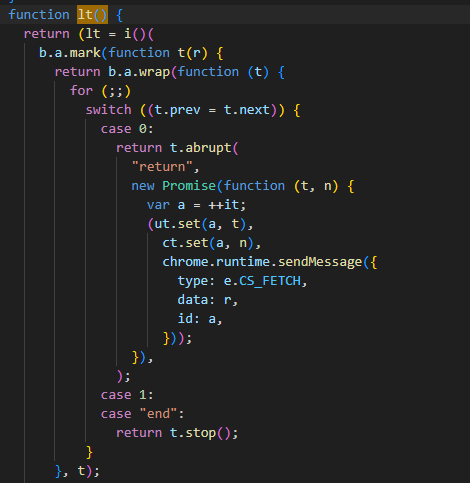 function lt() {
return (lt = i()(
b.a.mark(function t(r) {
return b.a.wrap(function (t) {
for (;;)
switch ((t.prev = t.next)) {
case 0:
return t.abrupt(
"return",
new Promise(function (t, n) {
var a = ++it;
(ut.set(a, t),
ct.set(a, n),
chrome.runtime.sendMessage({
type: e.CS_FETCH,
data: r,
id: a,
}));
}),
);
case 1:
case "end":
return t.stop();
}
}, t);